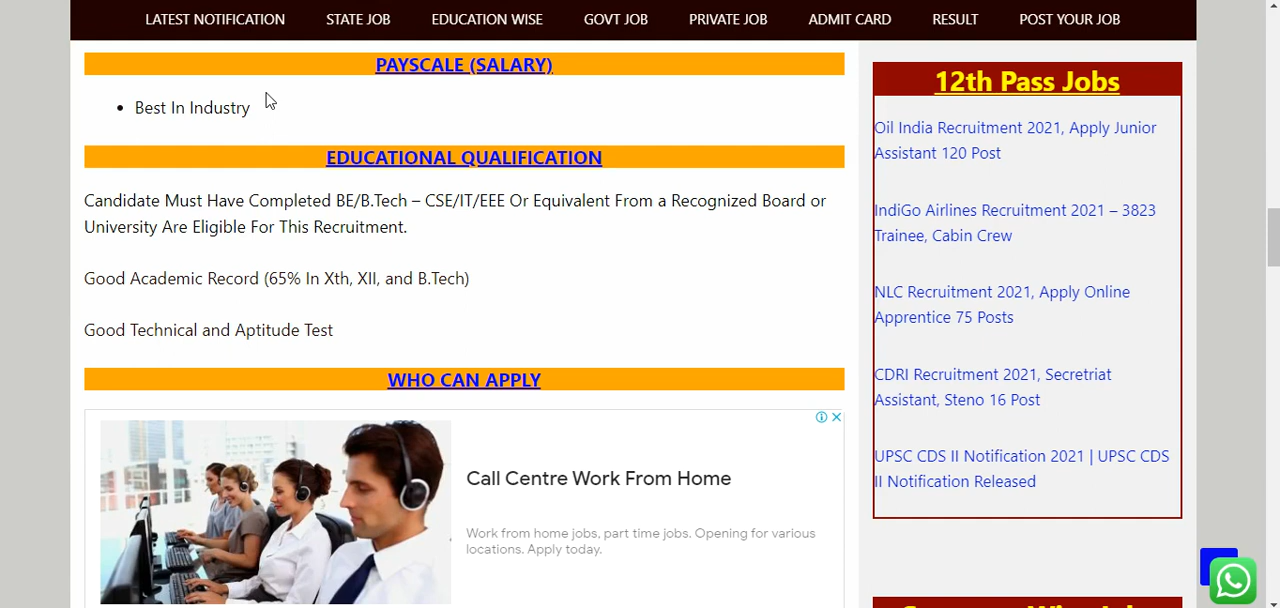 LATEST NOTIFICATION STATE JOB EDUCATION WISE GOVT JOB PRIVATE JOB ADMIT CARD RESULT POST YOUR JOB
PAYSCALE (SALARY)
• Best In Industry
EDUCATIONAL QUALIFICATION
Candidate Must Have Completed BE/B.Tech – CSE/IT/EEE Or Equivalent From a Recognized Board or
University Are Eligible For This Recruitment.
Good Academic Record (65% In Xth, XII, and B.Tech)
Good Technical and Aptitude Test
WHO CAN APPLY
Call Centre Work From Home
Work from home jobs, part time jobs. Opening for various
locations. Apply today.
12th Pass Jobs
Oil India Recruitment 2021, Apply Junior
Assistant 120 Post
IndiGo Airlines Recruitment 2021 – 3823
Trainee, Cabin Crew
NLC Recruitment 2021, Apply Online
Apprentice 75 Posts
CDRI Recruitment 2021, Secretriat
Assistant, Steno 16 Post
UPSC CDS II Notification 2021 | UPSC CDS
II Notification Released